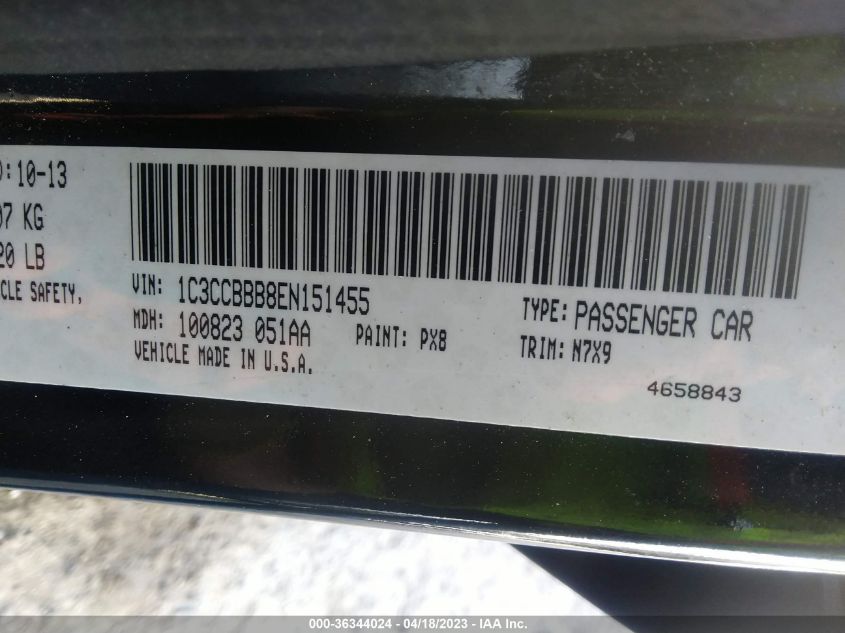 :10-13
07 KG
20 LB
CLE SAFETY,
VIN: 1C3CCBBB8EN151455
TYPE: PASSENGER CAR
MDH: 100823 051AA PAINT: PX8
TRIM: N7X9
VEHICLE MADE IN U.S.A.
4658843
000 - 36344024 - 04/18/2023 - © IAA Inc.